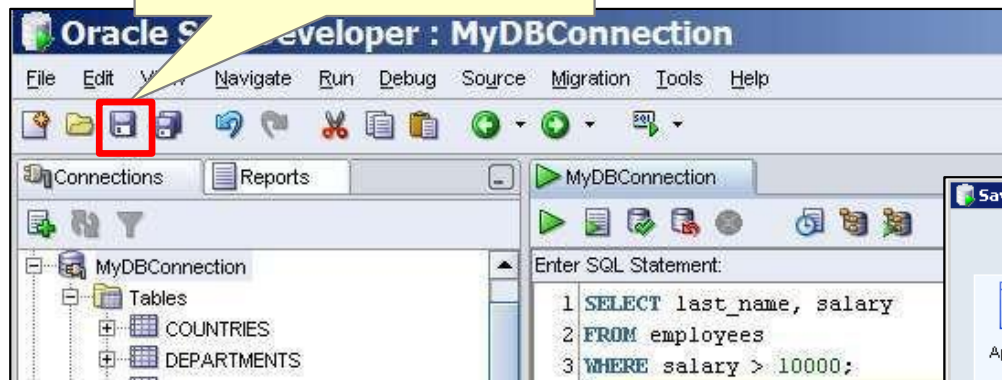 Oracle S veloper : MyDBConnection
File Edit Navigate Run Debug Source Migration Tools Help
Connections Reports MyDBConnection
MyDBConnection
Enter SQL Statement:
Tables
COUNTRIES
DEPARTMENTS
1 SELECT last_name, salary
2 FROM employees
3 WHERE salary > 10000;